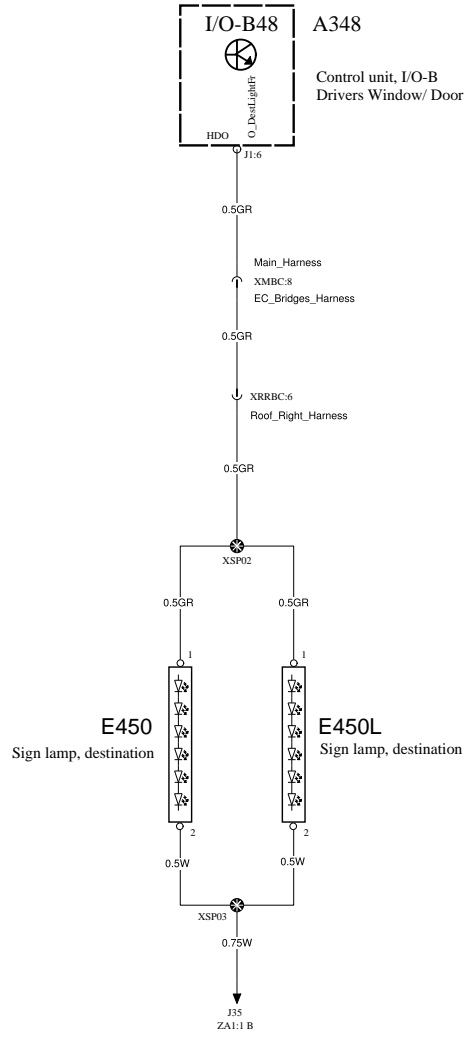 I/O-B48
A348
Control unit, I/O-B
Drivers Window/ Door
O_DestLightFr
HDO
J1:6
0.5GR
Main_Harness
XMBC:8
EC_Bridges_Harness
0.5GR
XRRBC:6
Roof_Right_Harness
0.5GR
XSP02
0.5GR
0.5GR
1
1
E450
Sign lamp, destination
E450L
Sign lamp, destination
2
2
0.5W
0.5W
XSP03
0.75W
J35
ZA1:1 B